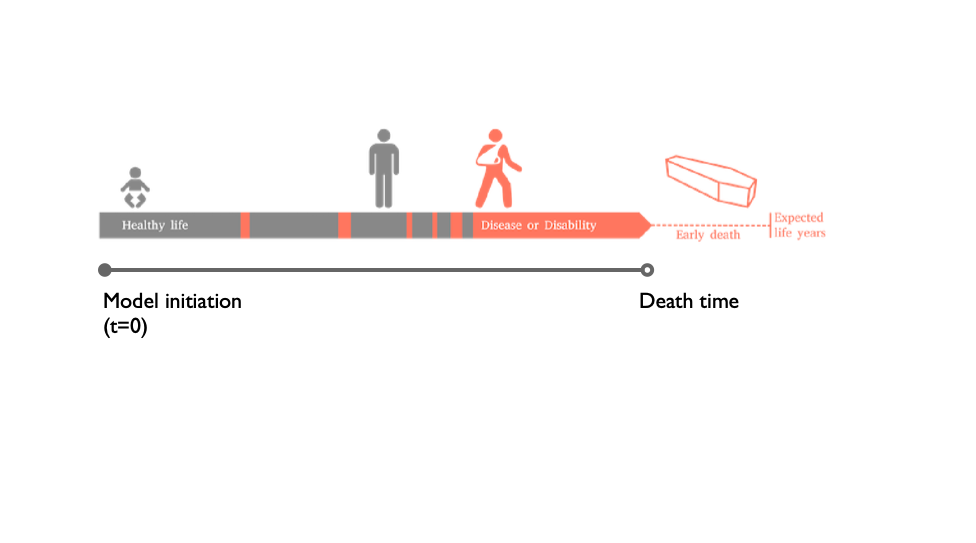 Healthy life
Disease or Disability
Early death
Expected
life years
Model initiation
(t=0)
Death time